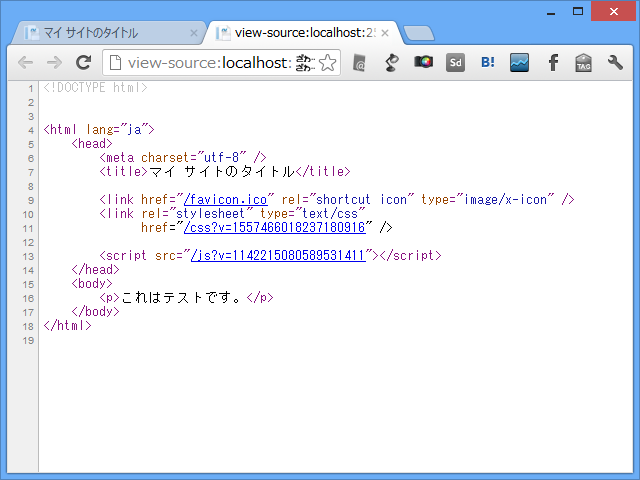 マイ サイトのタイトル
view-source:localhost:25
view-source:localhost:
ざわ
Sd
B!
f
TAG
1 <!DOCTYPE html>
2
3
4 <html lang="ja">
5 <head>
6 <meta charset="utf-8" />
7 <title>マイ サイトのタイトル</title>
8
9 <link href="/favicon.ico" rel="shortcut icon" type="image/x-icon" />
10 <link rel="stylesheet" type="text/css"
11 href="/css?v=1557466018237180916" />
12
13 <script src="/js?v=1142215080589531411"></script>
14 </head>
15 <body>
16 <p>これはテストです。</p>
17 </body>
18 </html>
19